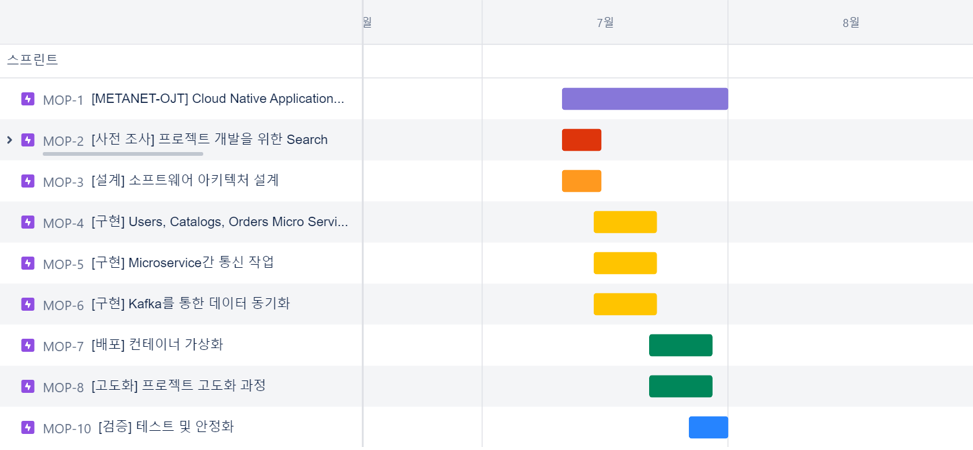 월 7월 8월
스프린트
MOP-1 [METANET-OJT] Cloud Native Application...
MOP-2 [사전 조사] 프로젝트 개발을 위한 Search
MOP-3 [설계] 소프트웨어 아키텍처 설계
MOP-4 [구현] Users, Catalogs, Orders Micro Servi...
MOP-5 [구현] Microservice간 통신 작업
MOP-6 [구현] Kafka를 통한 데이터 동기화
MOP-7 [배포] 컨테이너 가상화
MOP-8 [고도화] 프로젝트 고도화 과정
MOP-10 [검증] 테스트 및 안정화